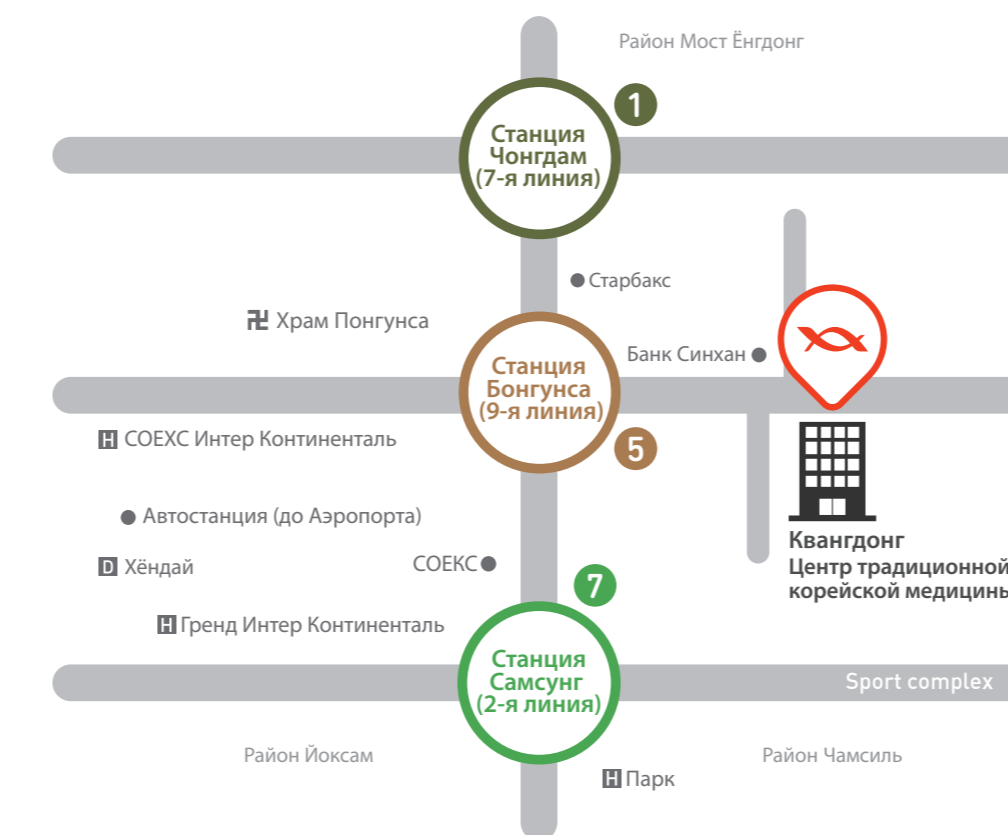 Район Мост Ёнгдонг
1
Станция
Чонгдам
(7-я линия)
Старбакс
卍 Храм Понгунса
Банк Синхан
Станция
Бонгунса
(9-я линия)
5
H СОЕХС Интер Континенталь
Автостанция (до Аэропорта)
Квангдонг
Центр традиционной
корейской медицины
D Хёндай
СОЕКС
7
H Гренд Интер Континенталь
Станция
Самсунг
(2-я линия)
Sport complex
Район Йоксам
Район Чамсиль
H Парк